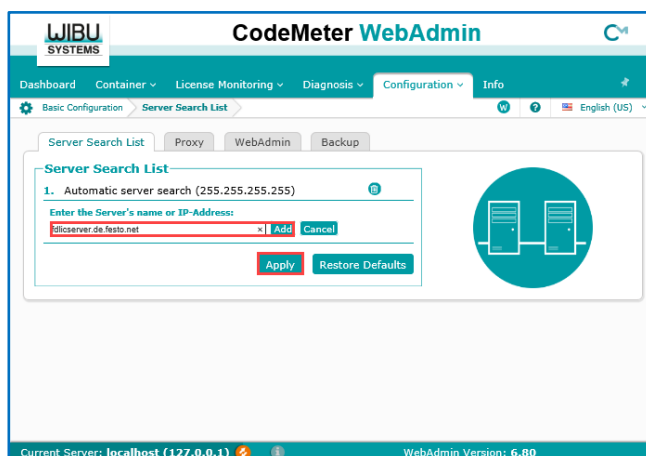 WIBU
SYSTEMS
CodeMeter WebAdmin
Dashboard Container License Monitoring Diagnosis Configuration Info
Basic Configuration Server Search List W ? English (US)
Server Search List Proxy WebAdmin Backup
Server Search List
1. Automatic server search (255.255.255.255)
Enter the Server's name or IP-Address:
fdlicserver.de.festo.net × Add Cancel
Apply Restore Defaults
Current Server: localhost (127.0.0.1) WebAdmin Version: 6.80